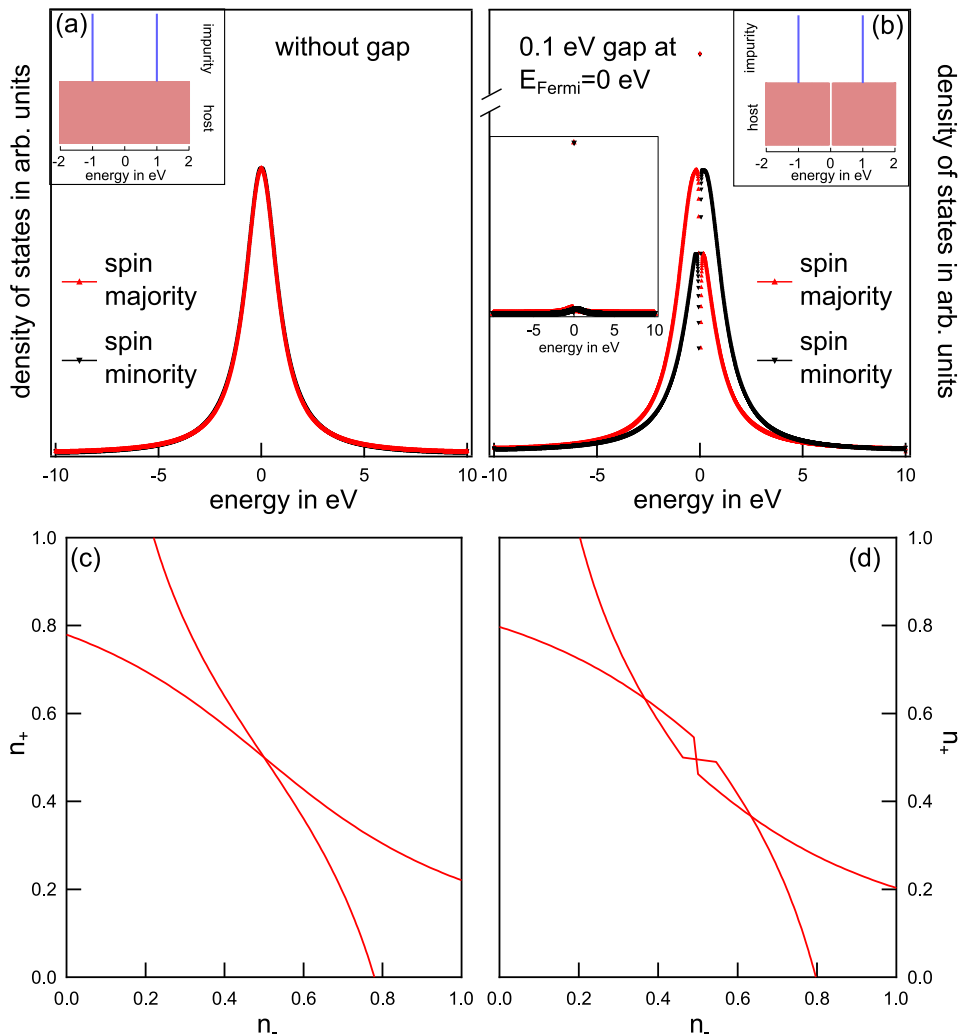 (a)
impurity
host
-2 -1 0 1 2
energy in eV
without gap
density of states in arb. units
spin
majority
spin
minority
-10 -5 0 5 10
energy in eV
0.1 eV gap at
E_Fermi=0 eV
(b)
impurity
host
-2 -1 0 1 2
energy in eV
density of states in arb. units
-5 0 5 10
energy in eV
spin
majority
spin
minority
-10 -5 0 5 10
energy in eV
(c)
1.0
0.8
0.6
0.4
0.2
0.0
n+
0.0 0.2 0.4 0.6 0.8 1.0
n-
(d)
1.0
0.8
0.6
0.4
0.2
0.0
n+
0.0 0.2 0.4 0.6 0.8 1.0
n-